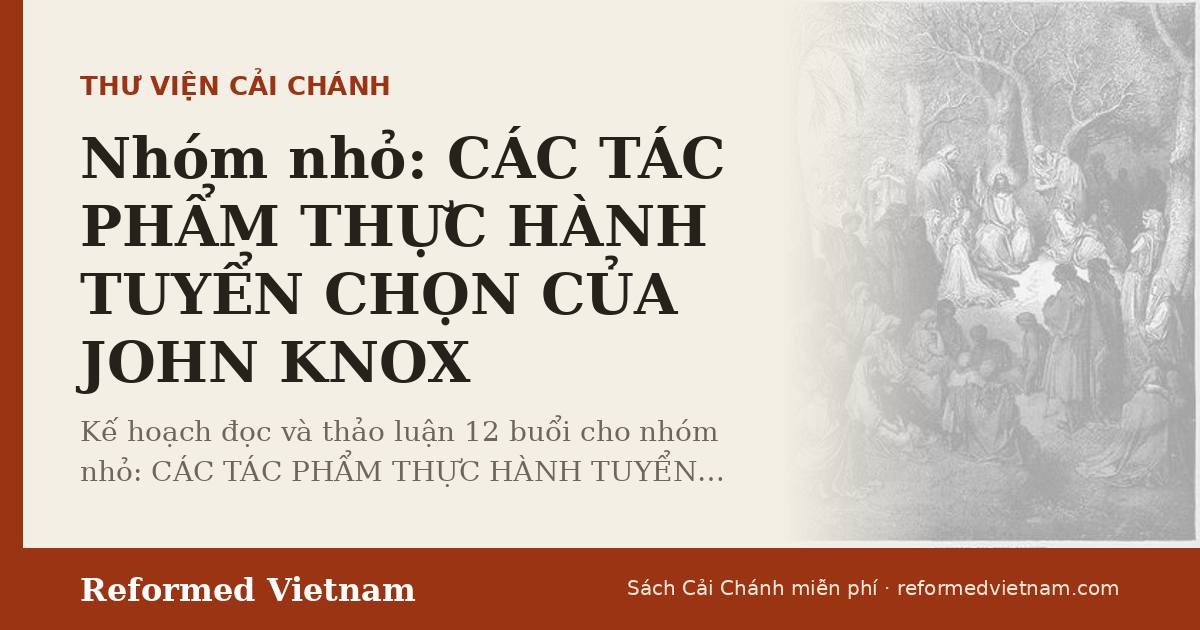 THƯ VIỆN CẢI CHÁNH
Nhóm nhỏ: CÁC TÁC
PHẨM THỰC HÀNH
TUYỂN CHỌN CỦA
JOHN KNOX
Kế hoạch đọc và thảo luận 12 buổi cho nhóm
nhỏ: CÁC TÁC PHẨM THỰC HÀNH TUYỂN...
Reformed Vietnam
Sách Cải Chánh miễn phí · reformedvietnam.com